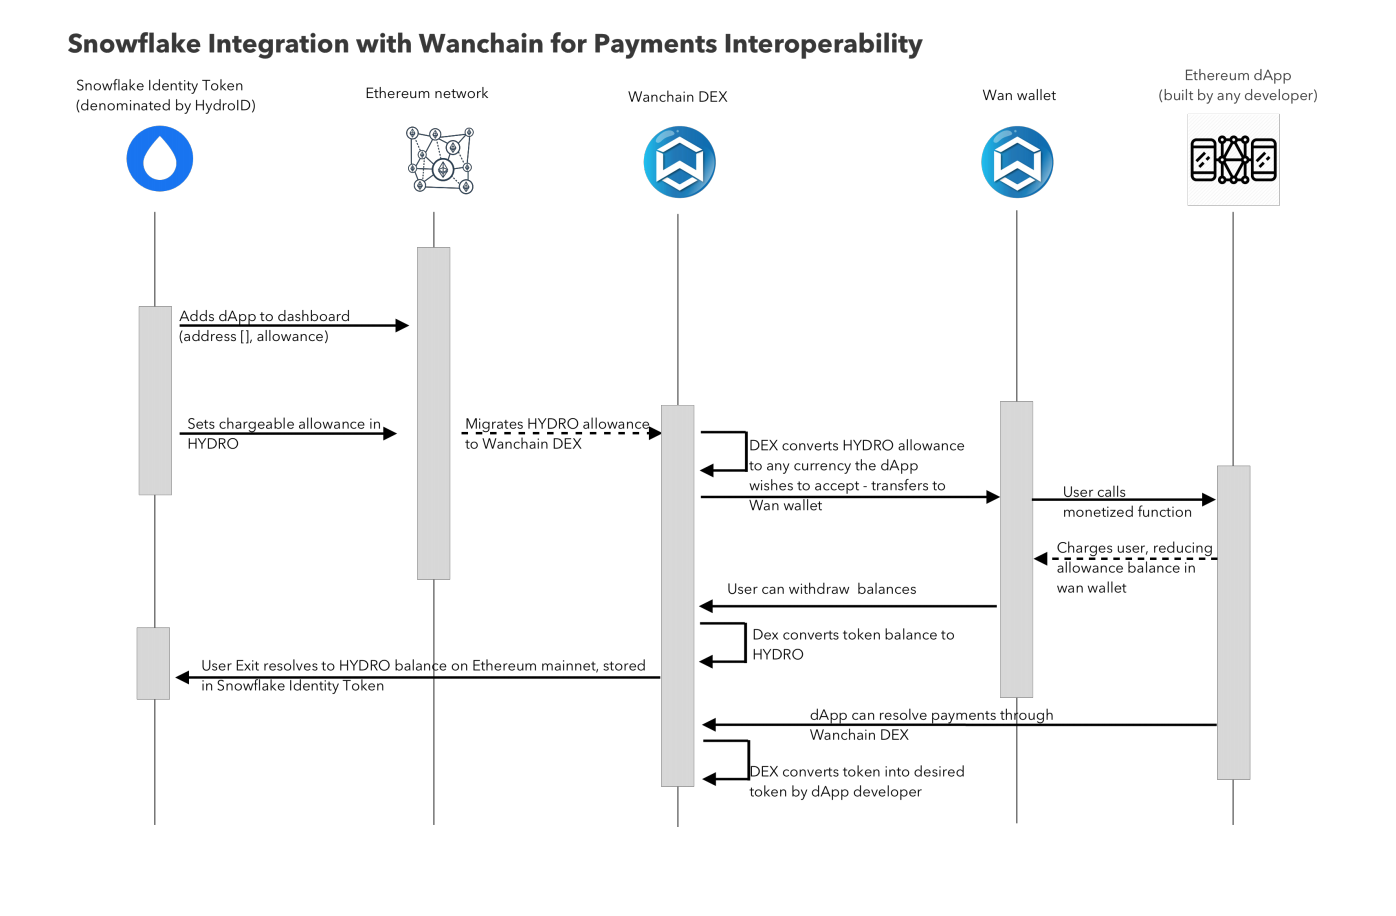 Snowflake Integration with Wanchain for Payments Interoperability
Snowflake Identity Token
(denominated by HydroID)
Ethereum network
Wanchain DEX
Wan wallet
Ethereum dApp
(built by any developer)
Adds dApp to dashboard
(address [], allowance)
Sets chargeable allowance in
HYDRO
Migrates HYDRO allowance
to Wanchain DEX
DEX converts HYDRO allowance
to any currency the dApp
wishes to accept - transfers to
Wan wallet
User calls
monetized function
Charges user, reducing
allowance balance in
wan wallet
User can withdraw  balances
Dex converts token balance to
HYDRO
User Exit resolves to HYDRO balance on Ethereum mainnet, stored
in Snowflake Identity Token
dApp can resolve payments through
Wanchain DEX
DEX converts token into desired
token by dApp developer